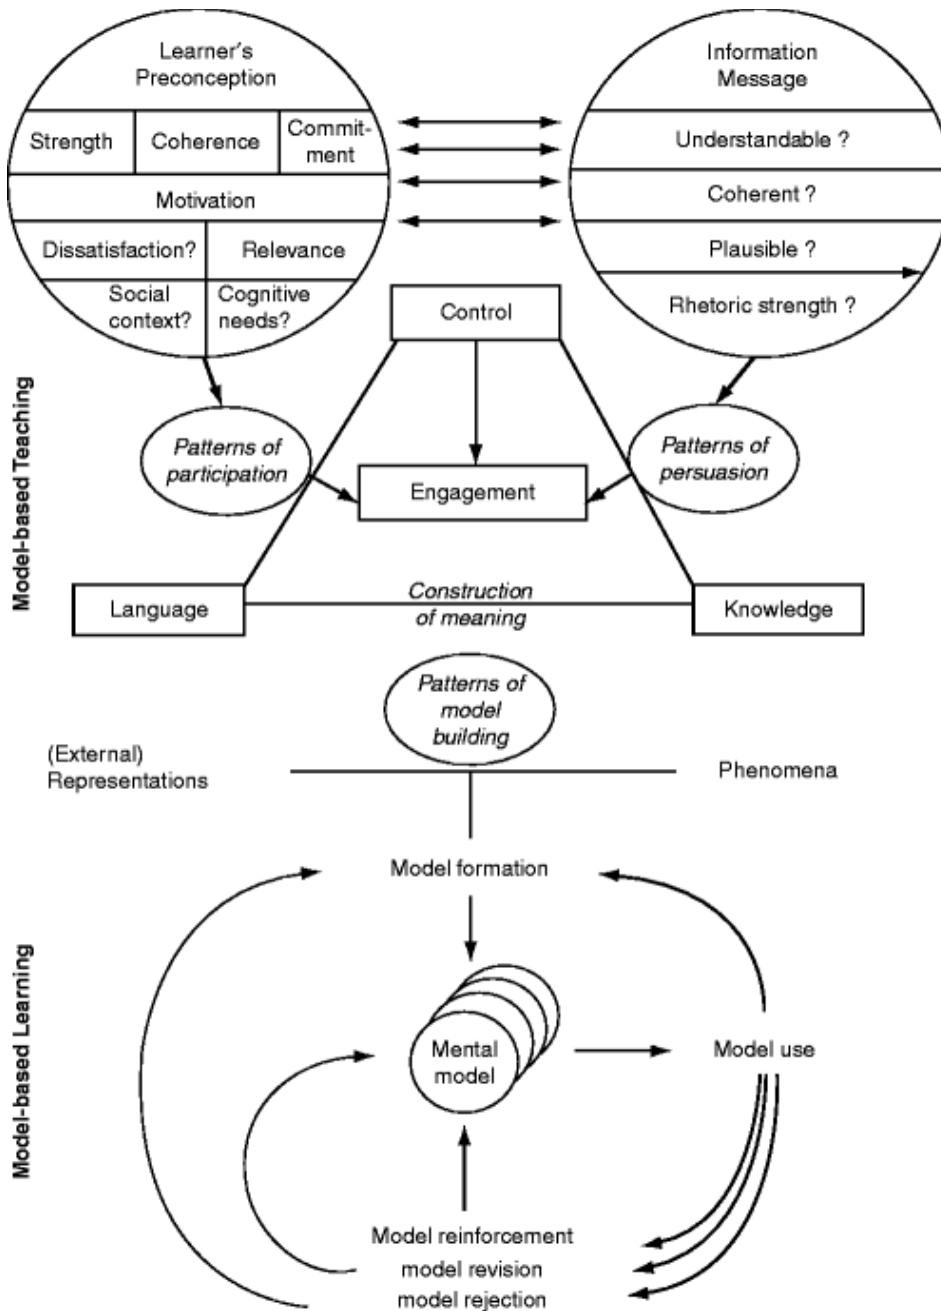 Learner's
Preconception
Strength
Coherence
Commit-
ment
Motivation
Dissatisfaction?
Relevance
Social
context?
Cognitive
needs?
Information
Message
Understandable ?
Coherent ?
Plausible ?
Rhetoric strength ?
Control
Patterns of
participation
Engagement
Patterns of
persuasion
Language
Construction
of meaning
Knowledge
Model-based Teaching
Patterns of
model
building
(External)
Representations
Phenomena
Model formation
Mental
model
Model use
Model reinforcement
model revision
model rejection
Model-based Learning